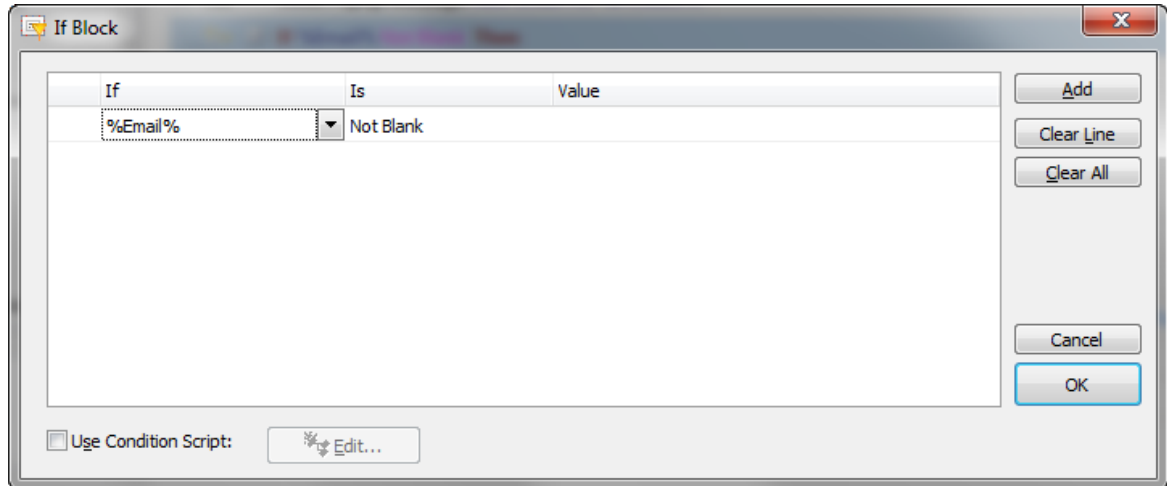 If Block
If Is Value
%Email% Not Blank
Add
Clear Line
Clear All
Cancel
OK
Use Condition Script: Edit...